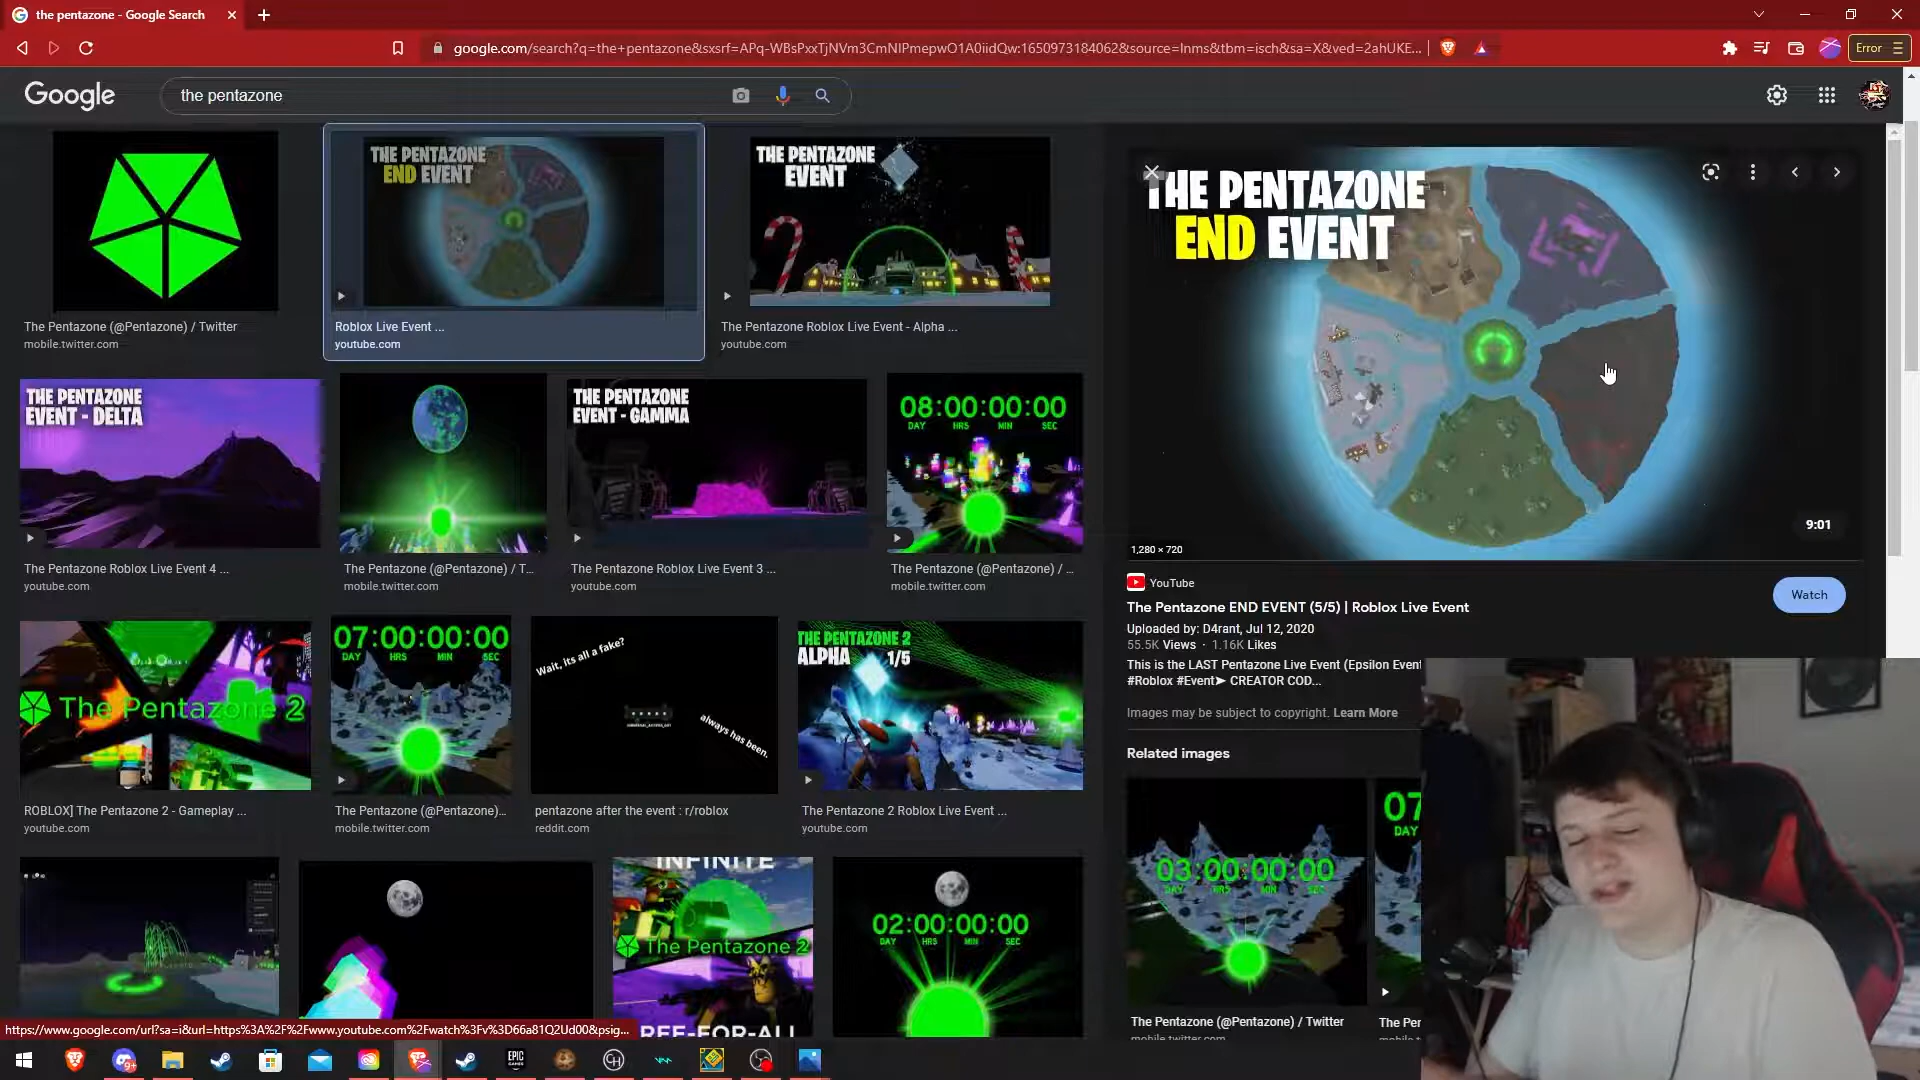 the pentazone - Google Search
google.com/search?q=the+pentazone&sxsrf=APq-WBsPxxTjNVm3CmNIPmepwO1A0iidQw:1650973184062&source=lnms&tbm=isch&sa=X&ved=2ahUKE...
Error
Google
the pentazone
The Pentazone (@Pentazone) / Twitter
mobile.twitter.com
THE PENTAZONE
END EVENT
Roblox Live Event ...
youtube.com
THE PENTAZONE
EVENT
The Pentazone Roblox Live Event - Alpha ...
youtube.com
THE PENTAZONE
EVENT - DELTA
The Pentazone Roblox Live Event 4 ...
youtube.com
The Pentazone (@Pentazone) / T...
mobile.twitter.com
THE PENTAZONE
EVENT - GAMMA
The Pentazone Roblox Live Event 3 ...
youtube.com
08:00:00:00
DAY HRS MIN SEC
The Pentazone (@Pentazone) / ...
mobile.twitter.com
The Pentazone 2
ROBLOX] The Pentazone 2 - Gameplay ...
youtube.com
07:00:00:00
DAY HRS MIN SEC
The Pentazone (@Pentazone)...
mobile.twitter.com
Wait, its all a fake?
always has been.
pentazone after the event : r/roblox
reddit.com
THE PENTAZONE 2
ALPHA 1/5
The Pentazone 2 Roblox Live Event ...
youtube.com
INFINITE
The Pentazone 2
FREE-FOR-ALL
02:00:00:00
DAY HRS MIN SEC
THE PENTAZONE
END EVENT
9:01
1,280 × 720
YouTube
The Pentazone END EVENT (5/5) | Roblox Live Event
Watch
Uploaded by: D4rant, Jul 12, 2020
55.5K Views · 1.16K Likes
This is the LAST Pentazone Live Event (Epsilon Event
#Roblox #Event➤ CREATOR COD...
Images may be subject to copyright. Learn More
Related images
03:00:00:00
DAY HRS MIN SEC
The Pentazone (@Pentazone) / Twitter
07
DAY
The Per
https://www.google.com/url?sa=i&url=https%3A%2F%2Fwww.youtube.com%2Fwatch%3Fv%3D66a81Q2Ud00&psig...
9+
EPIC
GAMES
CH